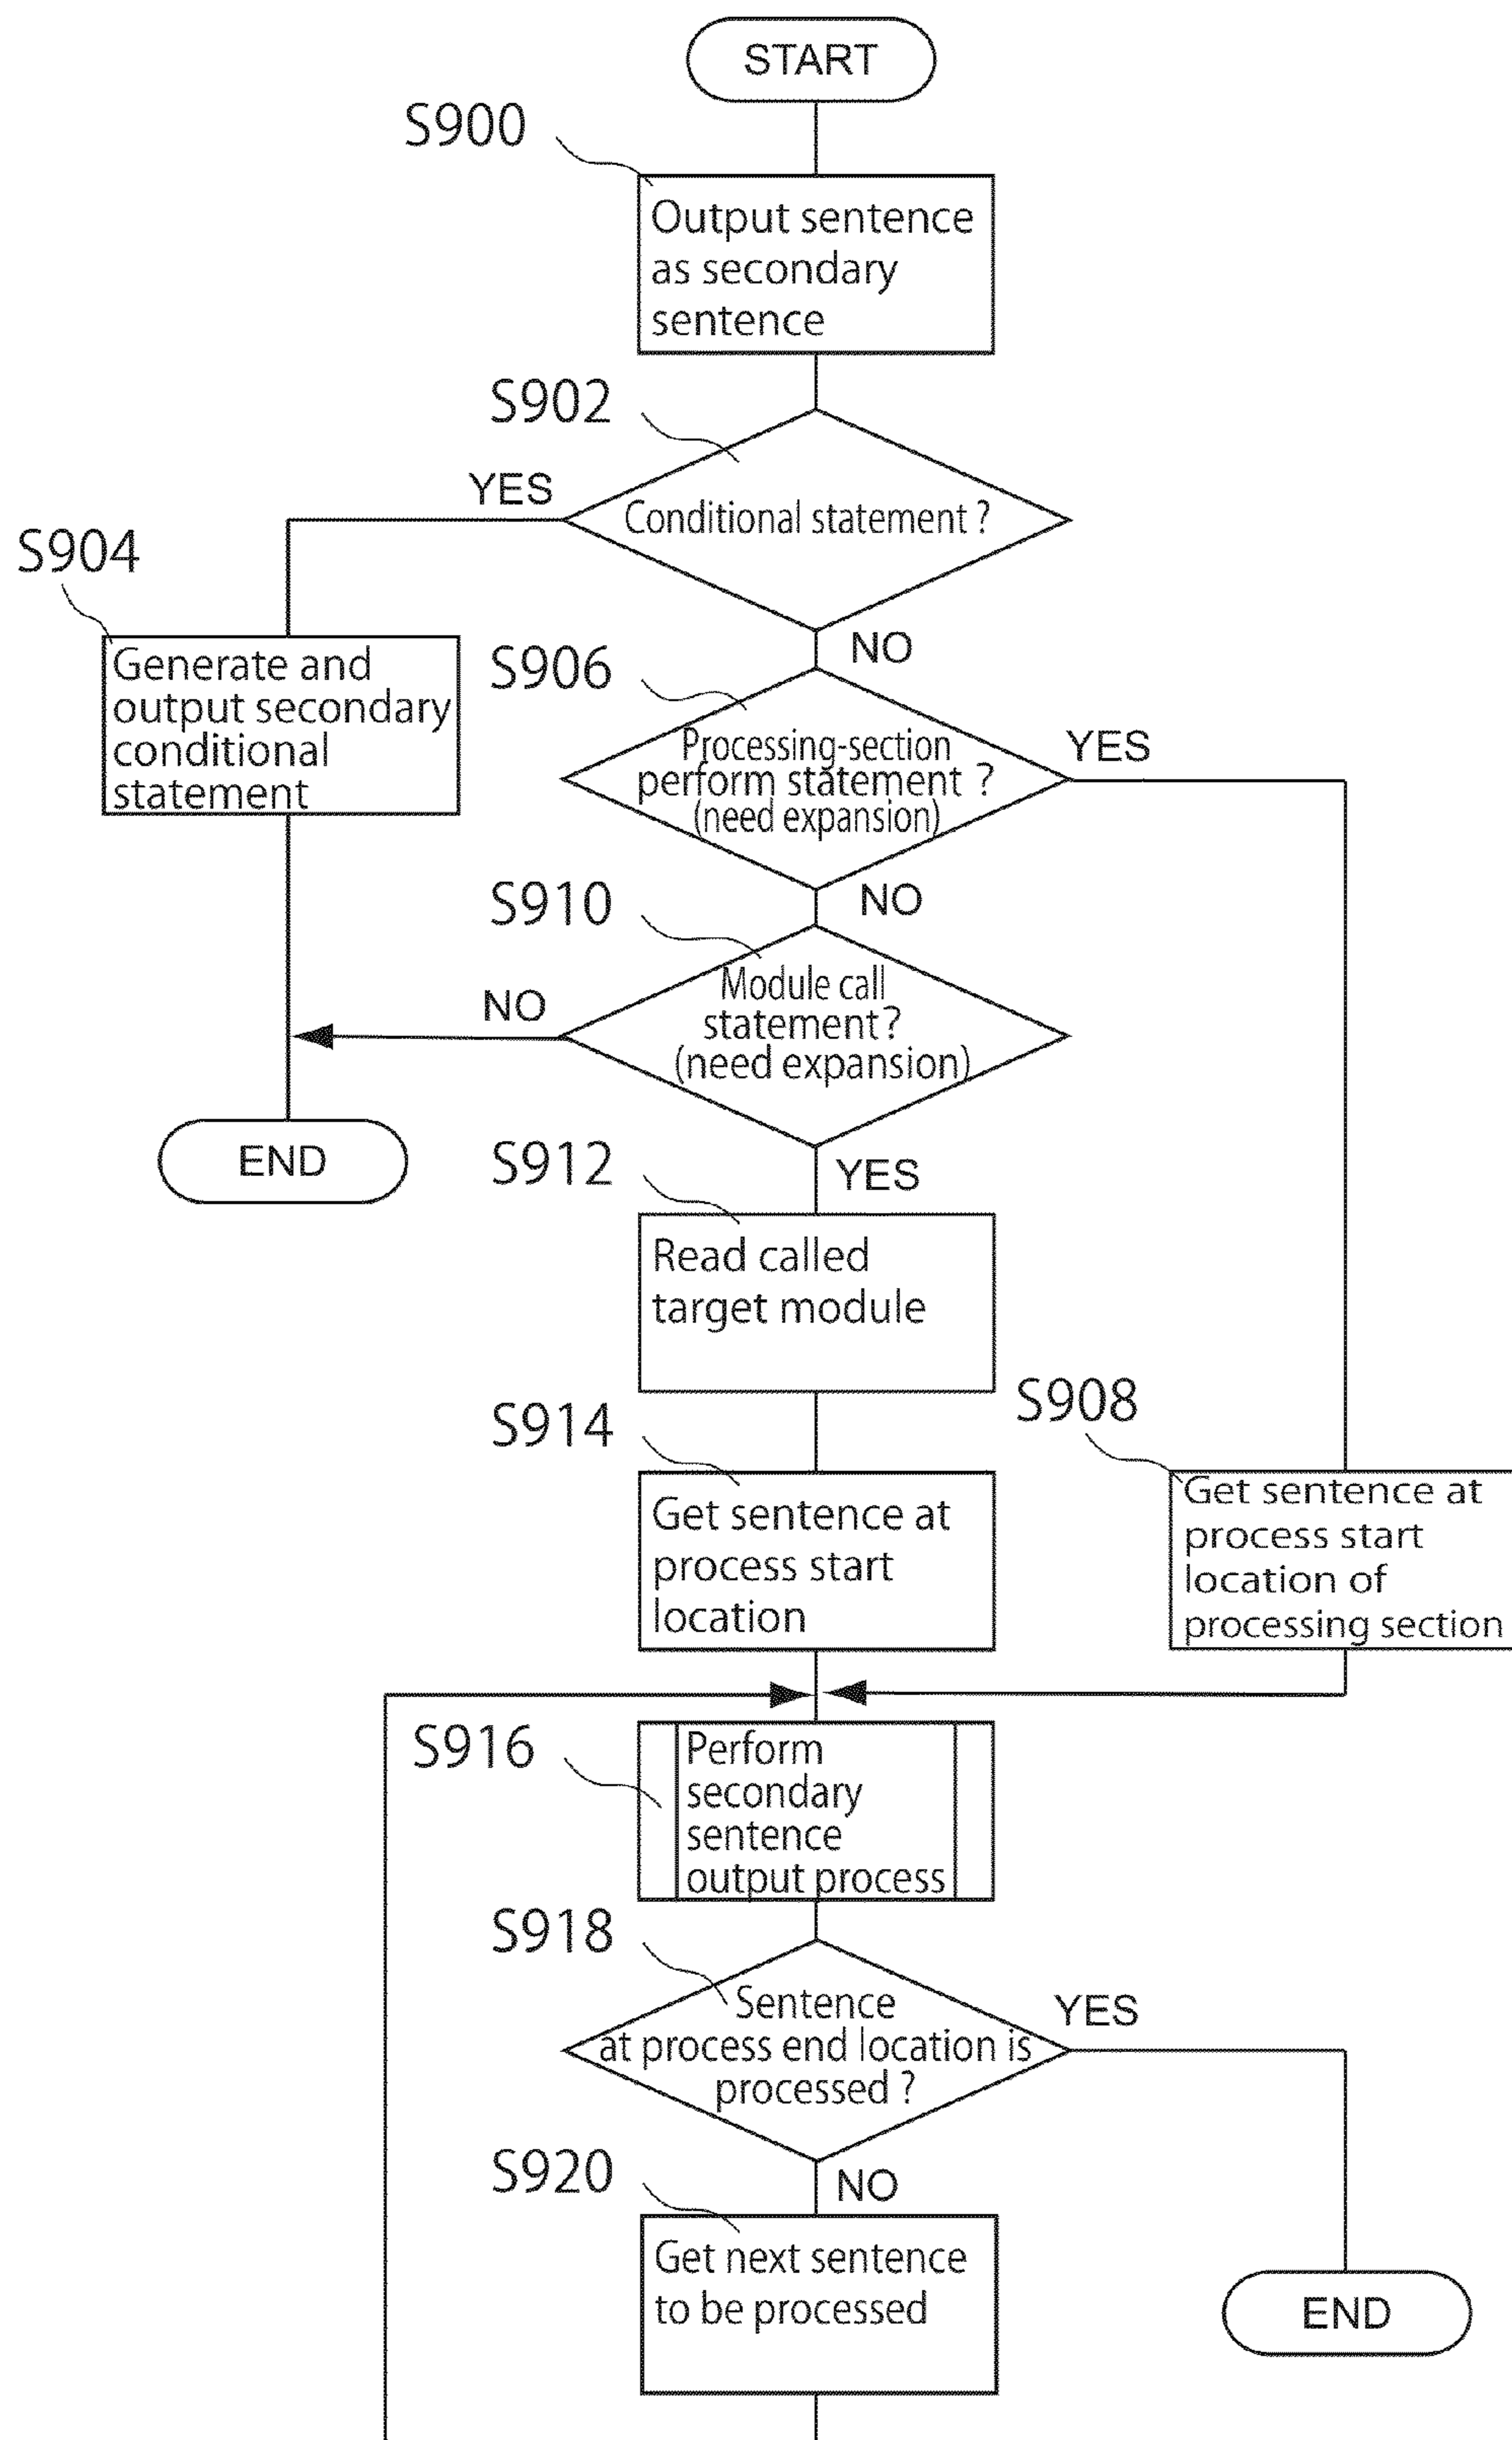 START
S900
Output sentence
as secondary
sentence
S902
YES
Conditional statement ?
S904
NO
Generate and
output secondary
conditional
statement
S906
Processing-section
perform statement ?
(need expansion)
YES
S910
NO
Module call
statement?
(need expansion)
NO
END
S912
YES
Read called
target module
S914
Get sentence at
process start
location
S908
Get sentence at
process start
location of
processing section
S916
Perform
secondary
sentence
output process
S918
Sentence
at process end location is
processed ?
YES
S920
NO
Get next sentence
to be processed
END